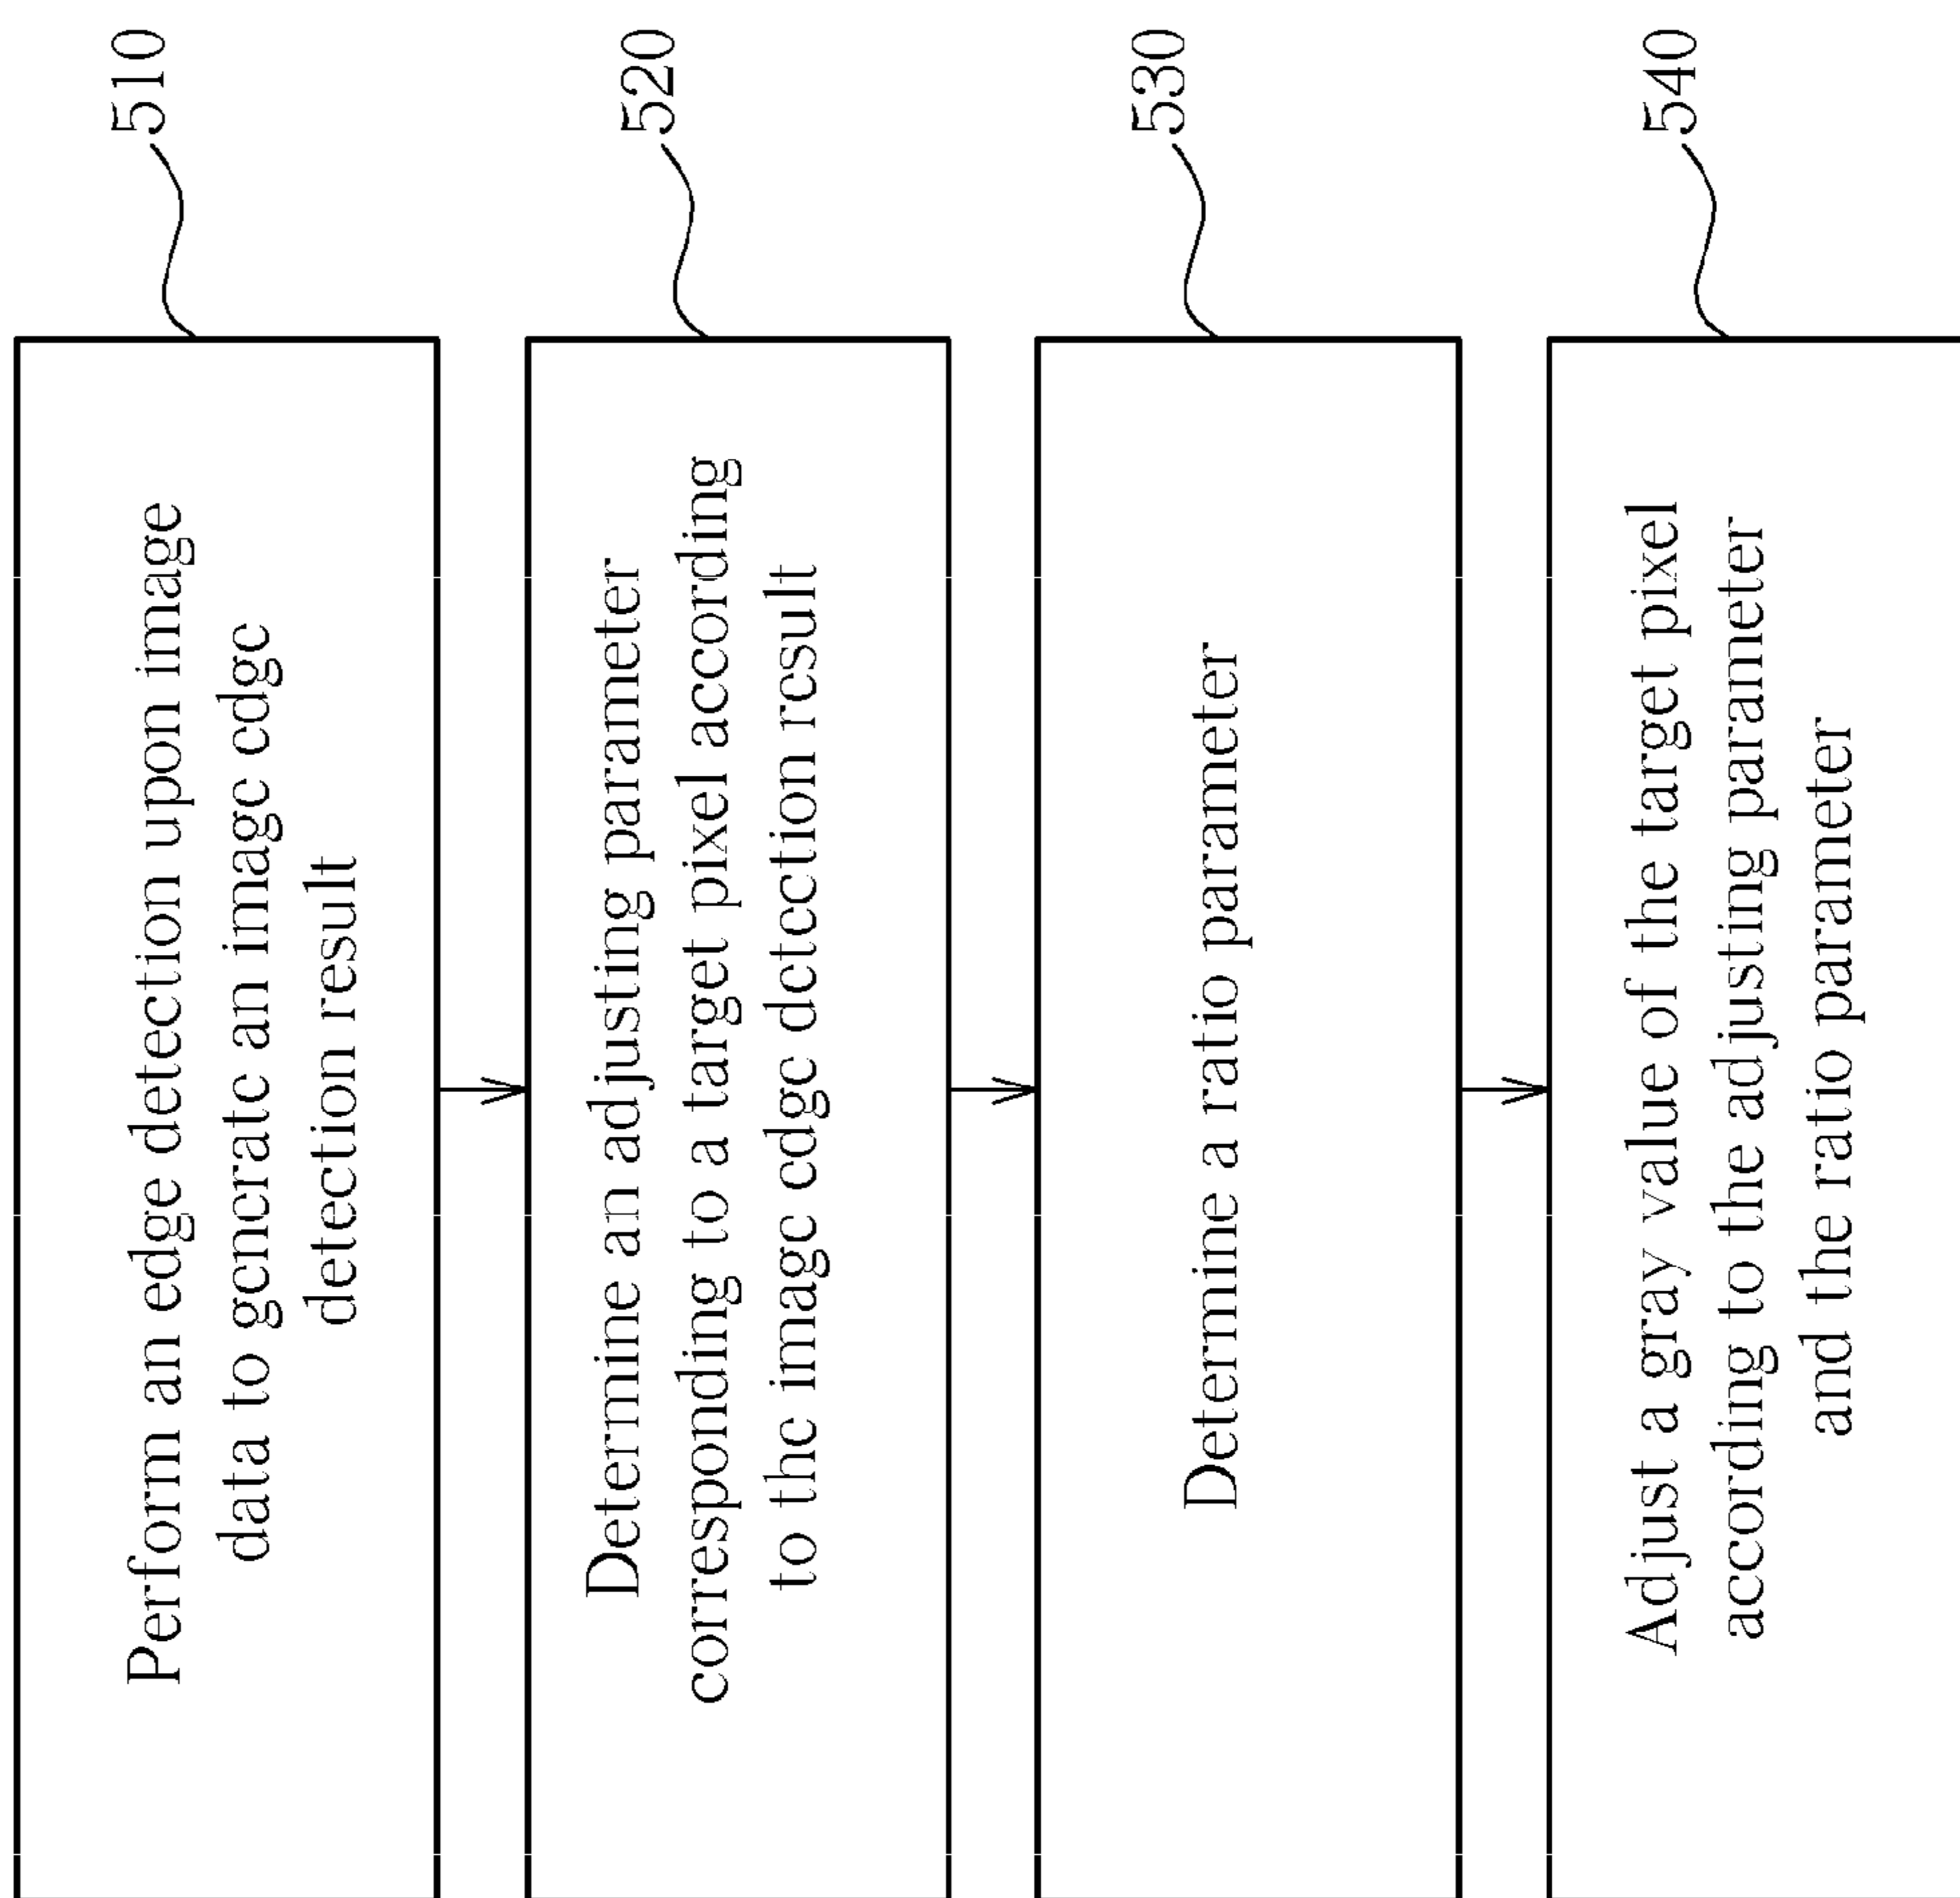 510
Perform an edge detection upon image
data to generate an image edge
detection result
520
Determine an adjusting parameter
corresponding to a target pixel according
to the image edge detection result
530
Determine a ratio parameter
540
Adjust a gray value of the target pixel
according to the adjusting parameter
and the ratio parameter